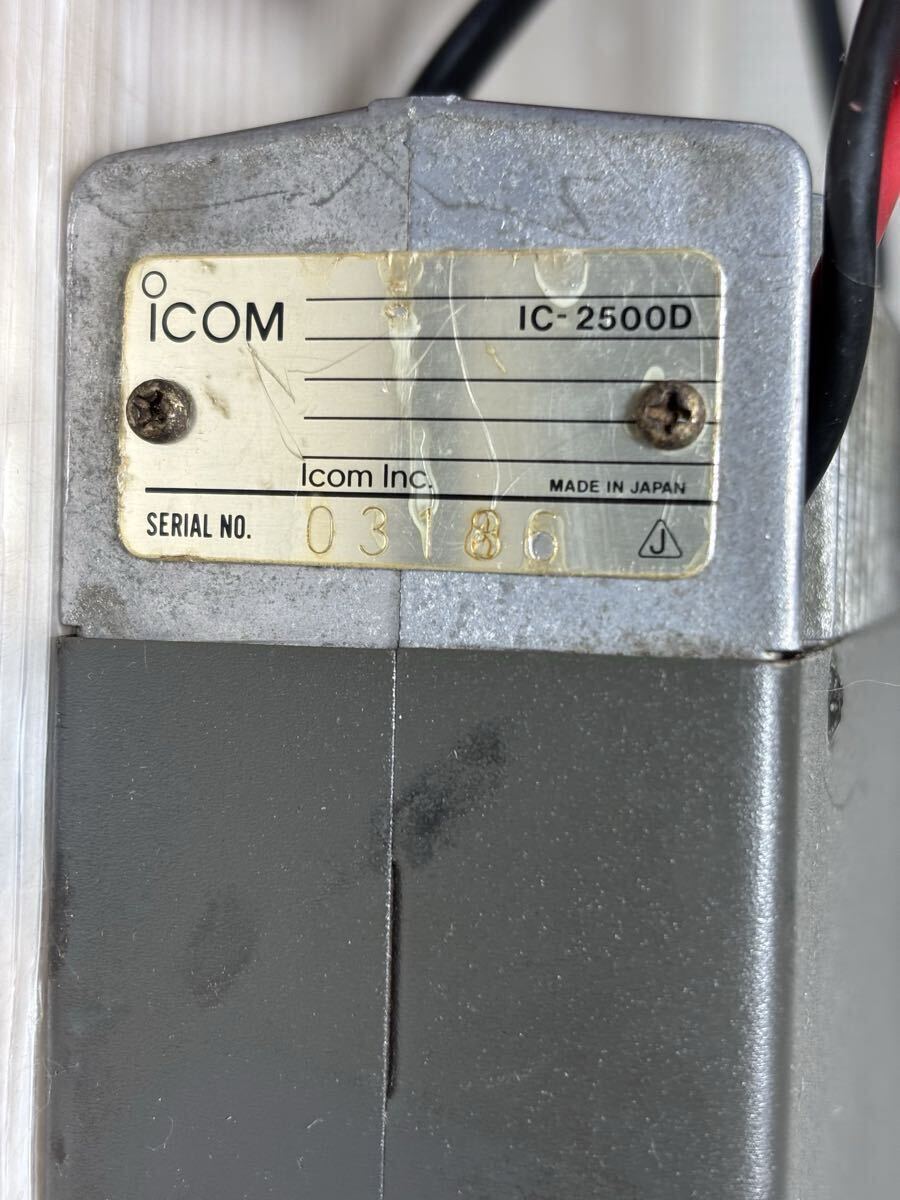 ICOM
IC-2500D
Icom Inc.
MADE IN JAPAN
SERIAL NO. 03186
J